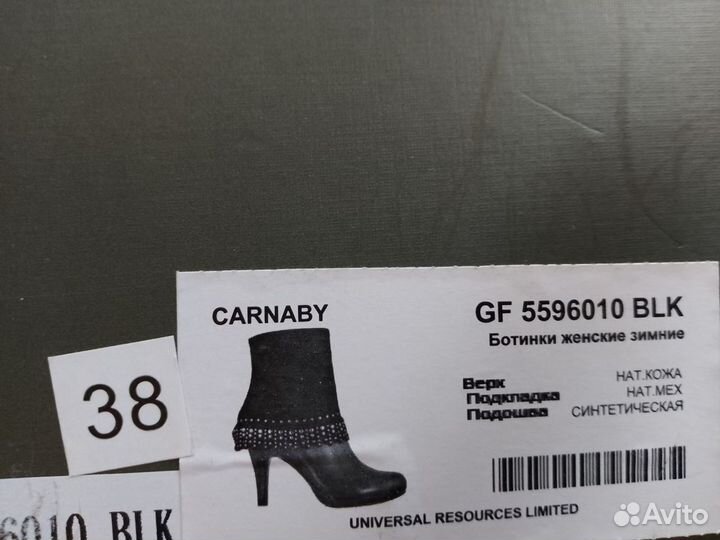 CARNABY
GF 5596010 BLK
Ботинки женские зимние
Верх НАТ.КОЖА
Подкладка НАТ.МЕХ
Подошва СИНТЕТИЧЕСКАЯ
38
UNIVERSAL RESOURCES LIMITED
6010 BLK
Avito